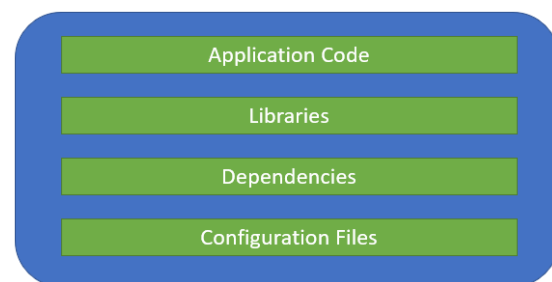 Application Code
Libraries
Dependencies
Configuration Files